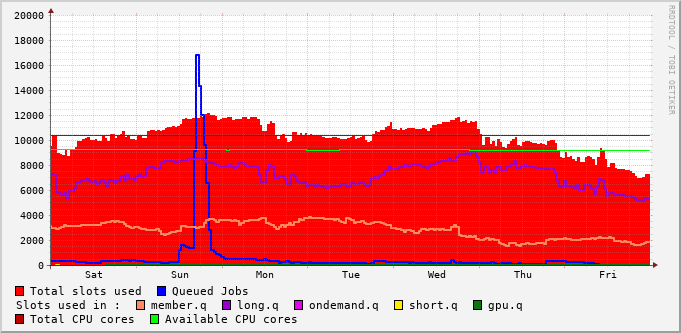 20000
18000
16000
14000
12000
10000
8000
6000
4000
2000
0
Sat Sun Mon Tue Wed Thu Fri
RRDTOOL / TOBI OETIKER
Total slots used Queued Jobs
Slots used in : member.q long.q ondemand.q short.q gpu.q
Total CPU cores Available CPU cores